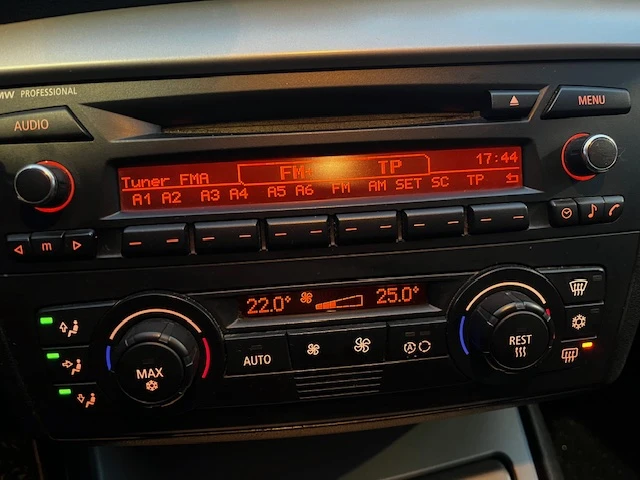 MW PROFESSIONAL
AUDIO
MENU
FM TP 17:44
Tuner FMA
A1 A2 A3 A4 A5 A6 FM AM SET SC TP
m
22.0° 25.0°
MAX
AUTO
A
REST